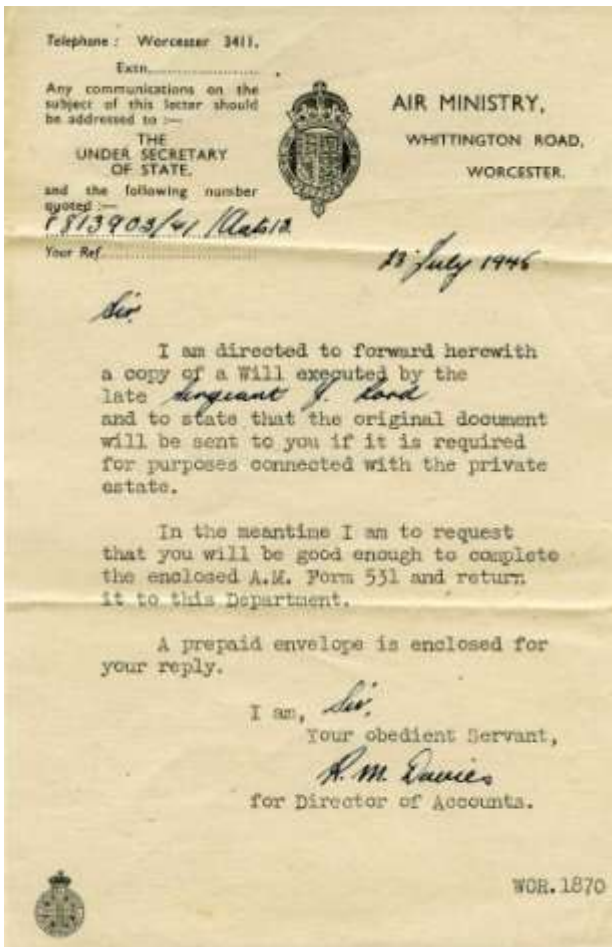 Telephone : Worcester 3411.
Extn.
Any communications on the
subject of this letter should
be addressed to :—
THE
UNDER SECRETARY
OF STATE,
and the following number
quoted :—
813903/41
Your Ref.
AIR MINISTRY,
WHITTINGTON ROAD,
WORCESTER.
23 July 1946
Sir,
I am directed to forward herewith
a copy of a Will executed by the
late Sergeant J.
and to state that the original document
will be sent to you if it is required
for purposes connected with the private
estate.
In the meantime I am to request
that you will be good enough to complete
the enclosed A.M. Form 531 and return
it to this Department.
A prepaid envelope is enclosed for
your reply.
I am, Sir,
Your obedient Servant,
R. M. Davies
for Director of Accounts.
WOR.1870